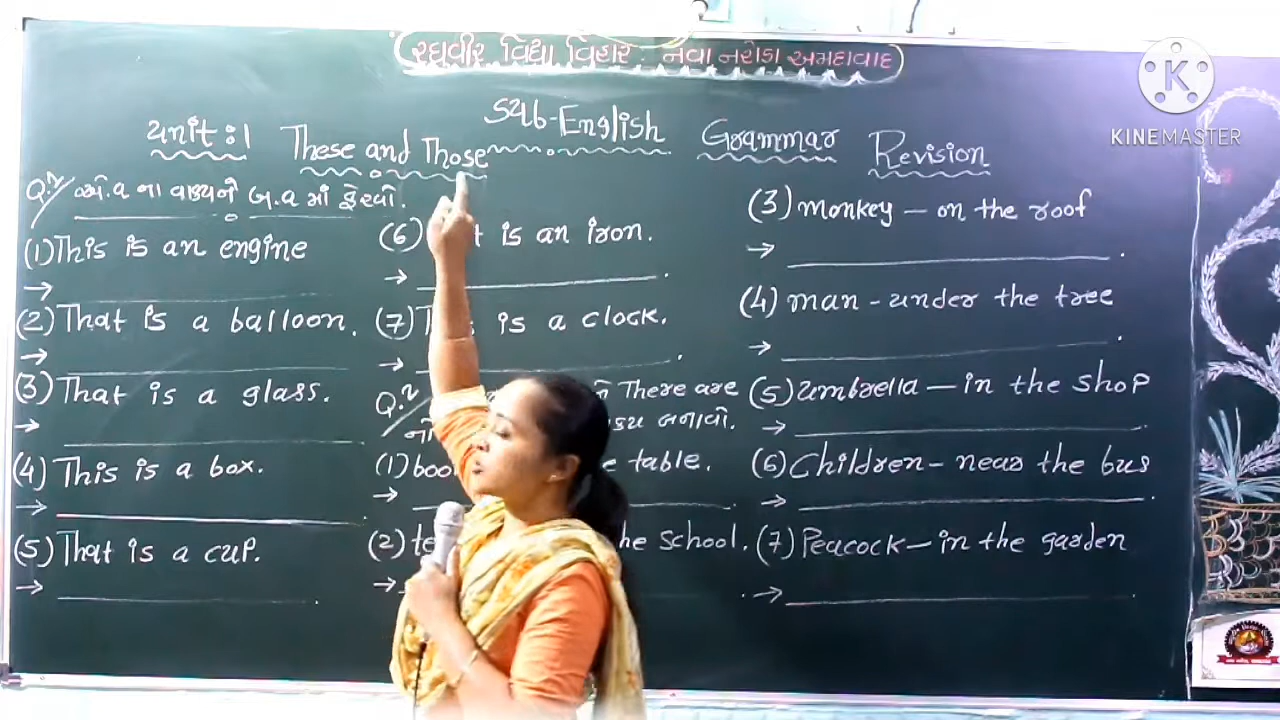 રઘુવીર વિદ્યા વિહાર : નવા નરોડા અમદાવાદ
KINEMASTER
Sub-English
Unit:1 These and Those Grammar Revision
Q.1 એ.વ ના વાક્યને બ.વ માં ફેરવો.
(1) This is an engine
→
(2) That is a balloon.
→
(3) That is a glass.
→
(4) This is a box.
→
(5) That is a cup.
→
(6) is an iron.
→
(7) is a clock.
→
Q.2 There are
બનાવો.
(1) table.
→
(2) the school.
→
(3) monkey – on the roof
→
(4) man - under the tree
→
(5) umbrella – in the shop
→
(6) Children – near the bus
→
(7) Peacock – in the garden
→